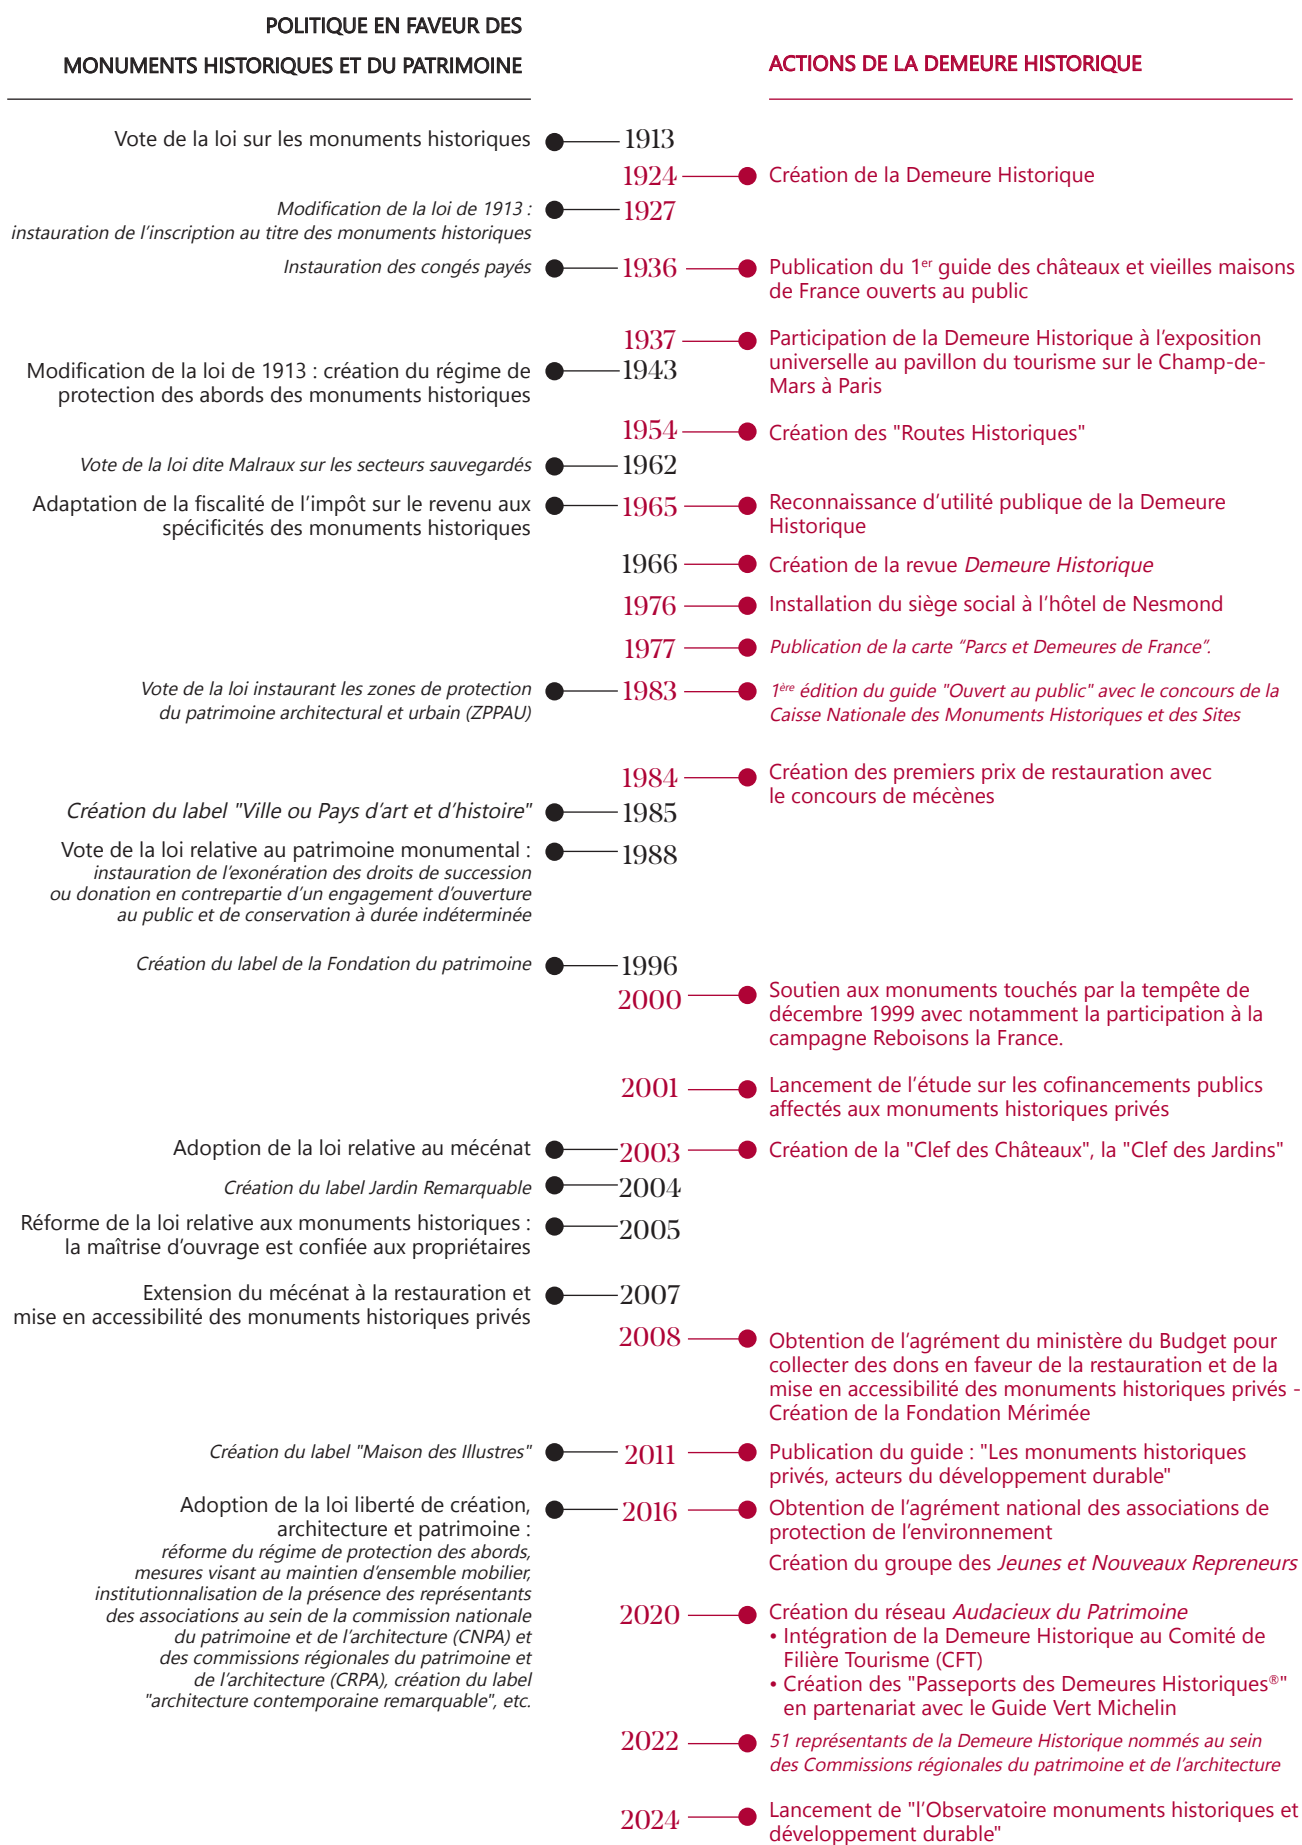 POLITIQUE EN FAVEUR DES
MONUMENTS HISTORIQUES ET DU PATRIMOINE
ACTIONS DE LA DEMEURE HISTORIQUE
Vote de la loi sur les monuments historiques
1913
1924
Création de la Demeure Historique
Modification de la loi de 1913 :
instauration de l’inscription au titre des monuments historiques
1927
Instauration des congés payés
1936
Publication du 1er guide des châteaux et vieilles maisons
de France ouverts au public
1937
Participation de la Demeure Historique à l’exposition
universelle au pavillon du tourisme sur le Champ-de-
Mars à Paris
Modification de la loi de 1913 : création du régime de
protection des abords des monuments historiques
1943
1954
Création des "Routes Historiques"
Vote de la loi dite Malraux sur les secteurs sauvegardés
1962
Adaptation de la fiscalité de l’impôt sur le revenu aux
spécificités des monuments historiques
1965
Reconnaissance d’utilité publique de la Demeure
Historique
1966
Création de la revue Demeure Historique
1976
Installation du siège social à l’hôtel de Nesmond
1977
Publication de la carte “Parcs et Demeures de France”.
Vote de la loi instaurant les zones de protection
du patrimoine architectural et urbain (ZPPAU)
1983
1ère édition du guide "Ouvert au public" avec le concours de la
Caisse Nationale des Monuments Historiques et des Sites
1984
Création des premiers prix de restauration avec
le concours de mécènes
Création du label "Ville ou Pays d’art et d’histoire"
1985
Vote de la loi relative au patrimoine monumental :
instauration de l’exonération des droits de succession
ou donation en contrepartie d’un engagement d’ouverture
au public et de conservation à durée indéterminée
1988
Création du label de la Fondation du patrimoine
1996
2000
Soutien aux monuments touchés par la tempête de
décembre 1999 avec notamment la participation à la
campagne Reboisons la France.
2001
Lancement de l’étude sur les cofinancements publics
affectés aux monuments historiques privés
Adoption de la loi relative au mécénat
2003
Création de la "Clef des Châteaux", la "Clef des Jardins"
Création du label Jardin Remarquable
2004
Réforme de la loi relative aux monuments historiques :
la maîtrise d’ouvrage est confiée aux propriétaires
2005
Extension du mécénat à la restauration et
mise en accessibilité des monuments historiques privés
2007
2008
Obtention de l’agrément du ministère du Budget pour
collecter des dons en faveur de la restauration et de la
mise en accessibilité des monuments historiques privés -
Création de la Fondation Mérimée
Création du label "Maison des Illustres"
2011
Publication du guide : "Les monuments historiques
privés, acteurs du développement durable"
Adoption de la loi liberté de création,
architecture et patrimoine :
réforme du régime de protection des abords,
mesures visant au maintien d’ensemble mobilier,
institutionnalisation de la présence des représentants
des associations au sein de la commission nationale
du patrimoine et de l’architecture (CNPA) et
des commissions régionales du patrimoine et
de l’architecture (CRPA), création du label
"architecture contemporaine remarquable", etc.
2016
Obtention de l’agrément national des associations de
protection de l’environnement
Création du groupe des Jeunes et Nouveaux Repreneurs
2020
Création du réseau Audacieux du Patrimoine
• Intégration de la Demeure Historique au Comité de
Filière Tourisme (CFT)
• Création des "Passeports des Demeures Historiques®"
en partenariat avec le Guide Vert Michelin
2022
51 représentants de la Demeure Historique nommés au sein
des Commissions régionales du patrimoine et de l’architecture
2024
Lancement de "l’Observatoire monuments historiques et
développement durable"